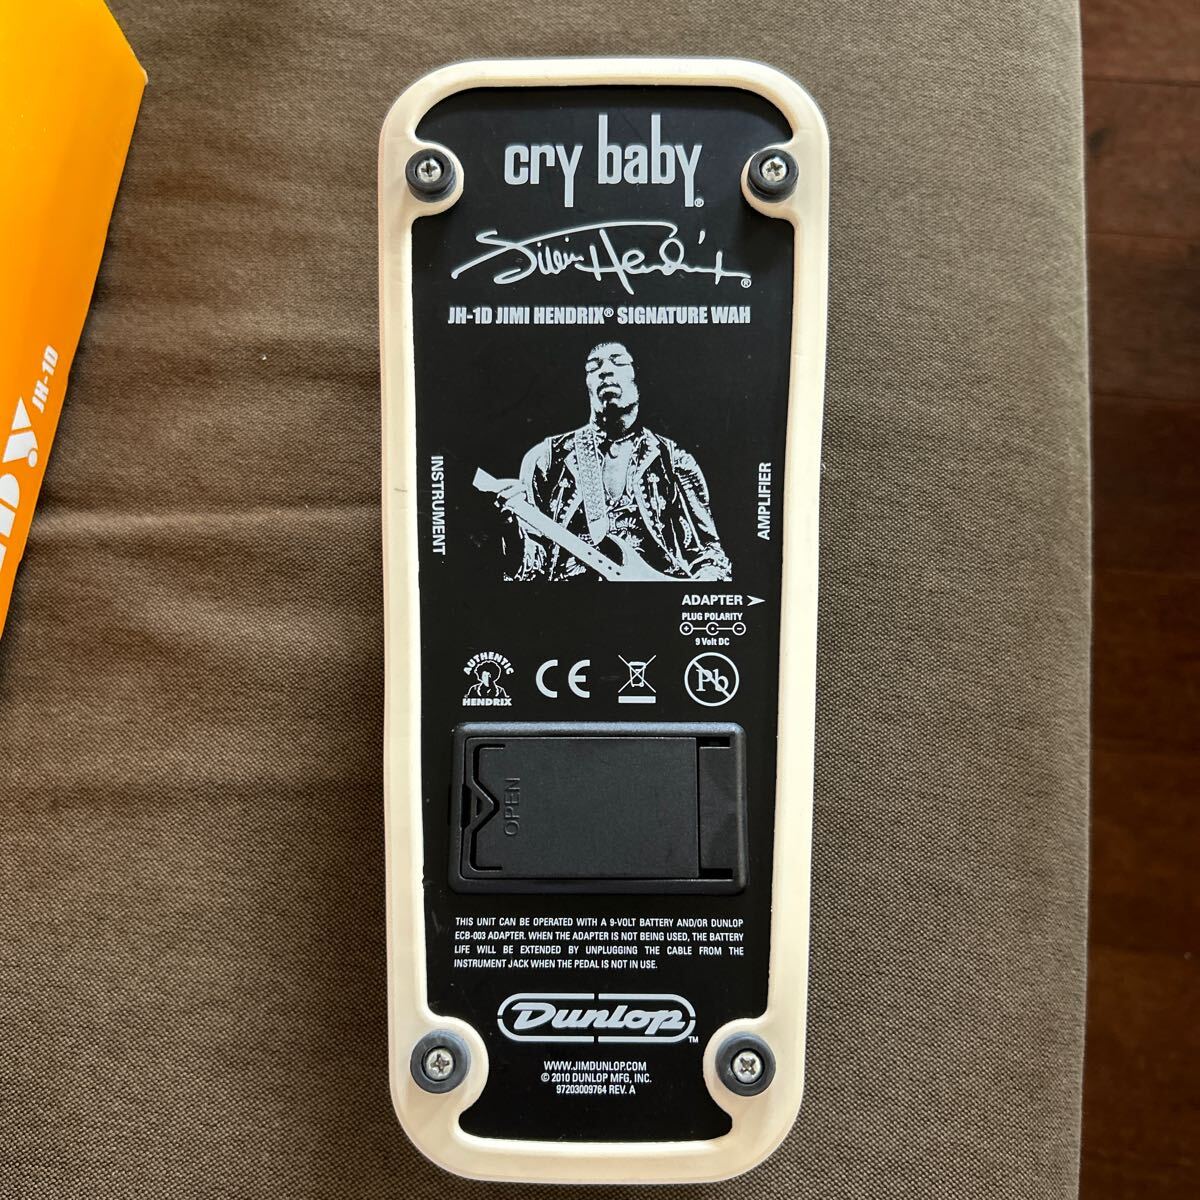 cry baby®
Jimi Hendrix®
JH-1D JIMI HENDRIX® SIGNATURE WAH
INSTRUMENT
AMPLIFIER
ADAPTER
PLUG POLARITY
9 Volt DC
AUTHENTIC
HENDRIX
CE
Pb
OPEN
THIS UNIT CAN BE OPERATED WITH A 9-VOLT BATTERY AND/OR DUNLOP
ECB-003 ADAPTER. WHEN THE ADAPTER IS NOT BEING USED, THE BATTERY
LIFE WILL BE EXTENDED BY UNPLUGGING THE CABLE FROM THE
INSTRUMENT JACK WHEN THE PEDAL IS NOT IN USE.
Dunlop™
WWW.JIMDUNLOP.COM
© 2010 DUNLOP MFG, INC.
97203009764 REV. A
JH-1D